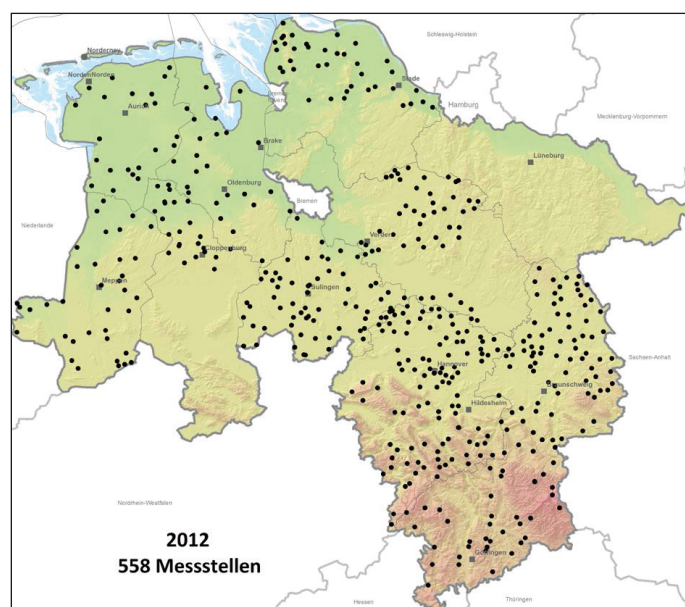 Schleswig-Holstein
Norderney
NordenNorden
Stade
Hamburg
Aurich
Mecklenburg-Vorpommern
Brake
Lüneburg
Oldenburg
Bremen
Niederlande
Verden
Cloppenburg
Meppen
Sulingen
Hannover
Sachsen-Anhalt
Braunschweig
Hildesheim
Nordrhein-Westfalen
2012
558 Messstellen
Göttingen
Hessen
Thüringen